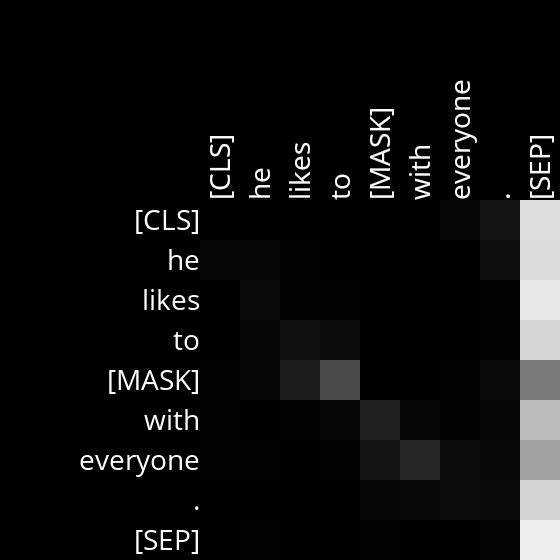 [CLS] he likes to [MASK] with everyone . [SEP]
[CLS]
he
likes
to
[MASK]
with
everyone
.
[SEP]